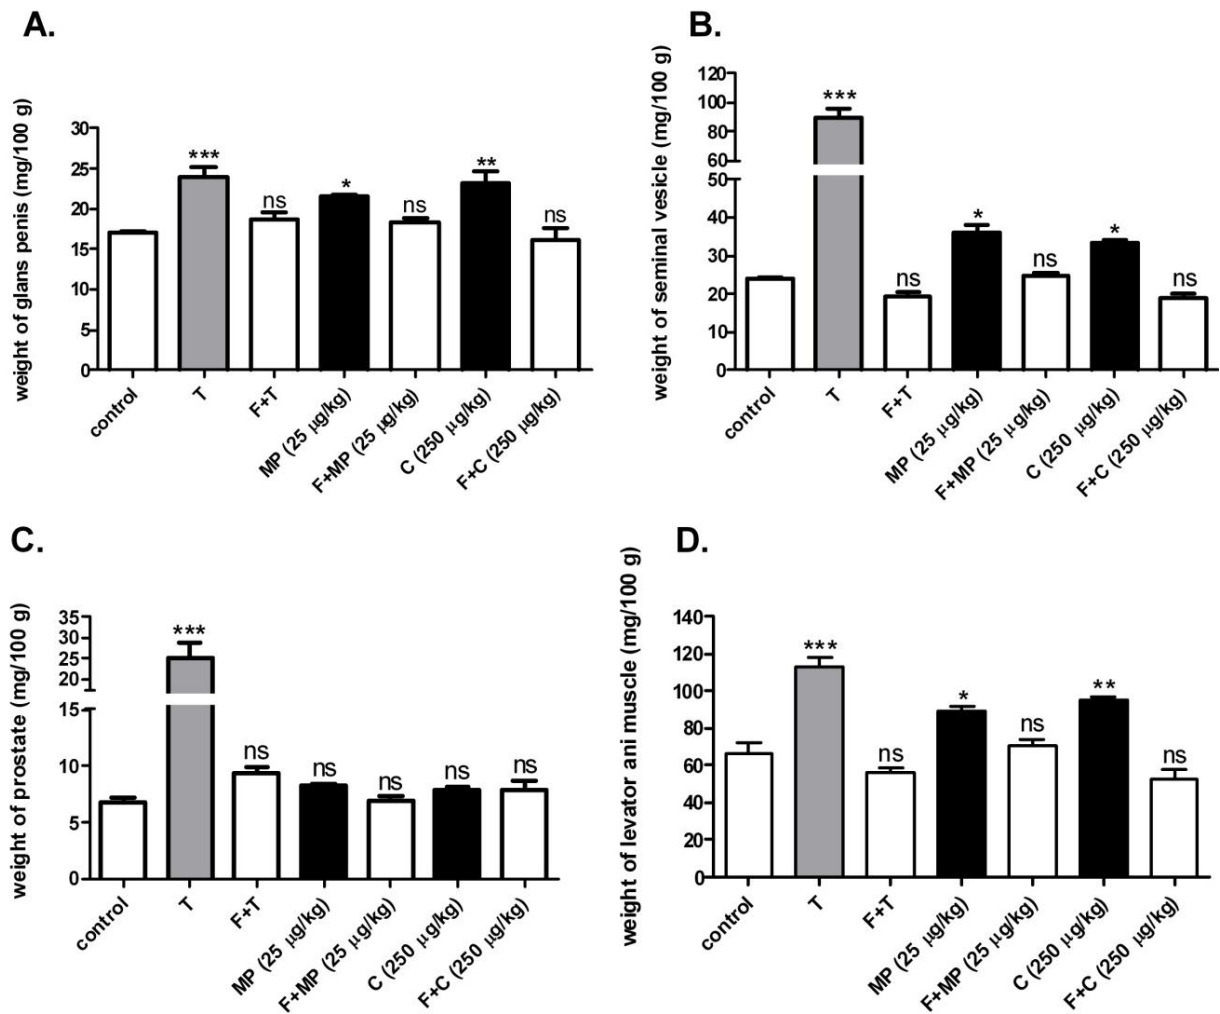 A.
weight of glans penis (mg/100 g)
30
25
20
15
10
5
0
***
ns
*
ns
**
ns
control
T
F+T
MP (25 μg/kg)
F+MP (25 μg/kg)
C (250 μg/kg)
F+C (250 μg/kg)
B.
weight of seminal vesicle (mg/100 g)
120
100
80
60
50
40
30
20
10
0
***
ns
*
ns
*
ns
control
T
F+T
MP (25 μg/kg)
F+MP (25 μg/kg)
C (250 μg/kg)
F+C (250 μg/kg)
C.
weight of prostate (mg/100 g)
35
30
25
20
15
10
5
0
***
ns
ns
ns
ns
ns
control
T
F+T
MP (25 μg/kg)
F+MP (25 μg/kg)
C (250 μg/kg)
F+C (250 μg/kg)
D.
weight of levator ani muscle (mg/100 g)
140
120
100
80
60
40
20
0
***
ns
*
ns
**
ns
control
T
F+T
MP (25 μg/kg)
F+MP (25 μg/kg)
C (250 μg/kg)
F+C (250 μg/kg)